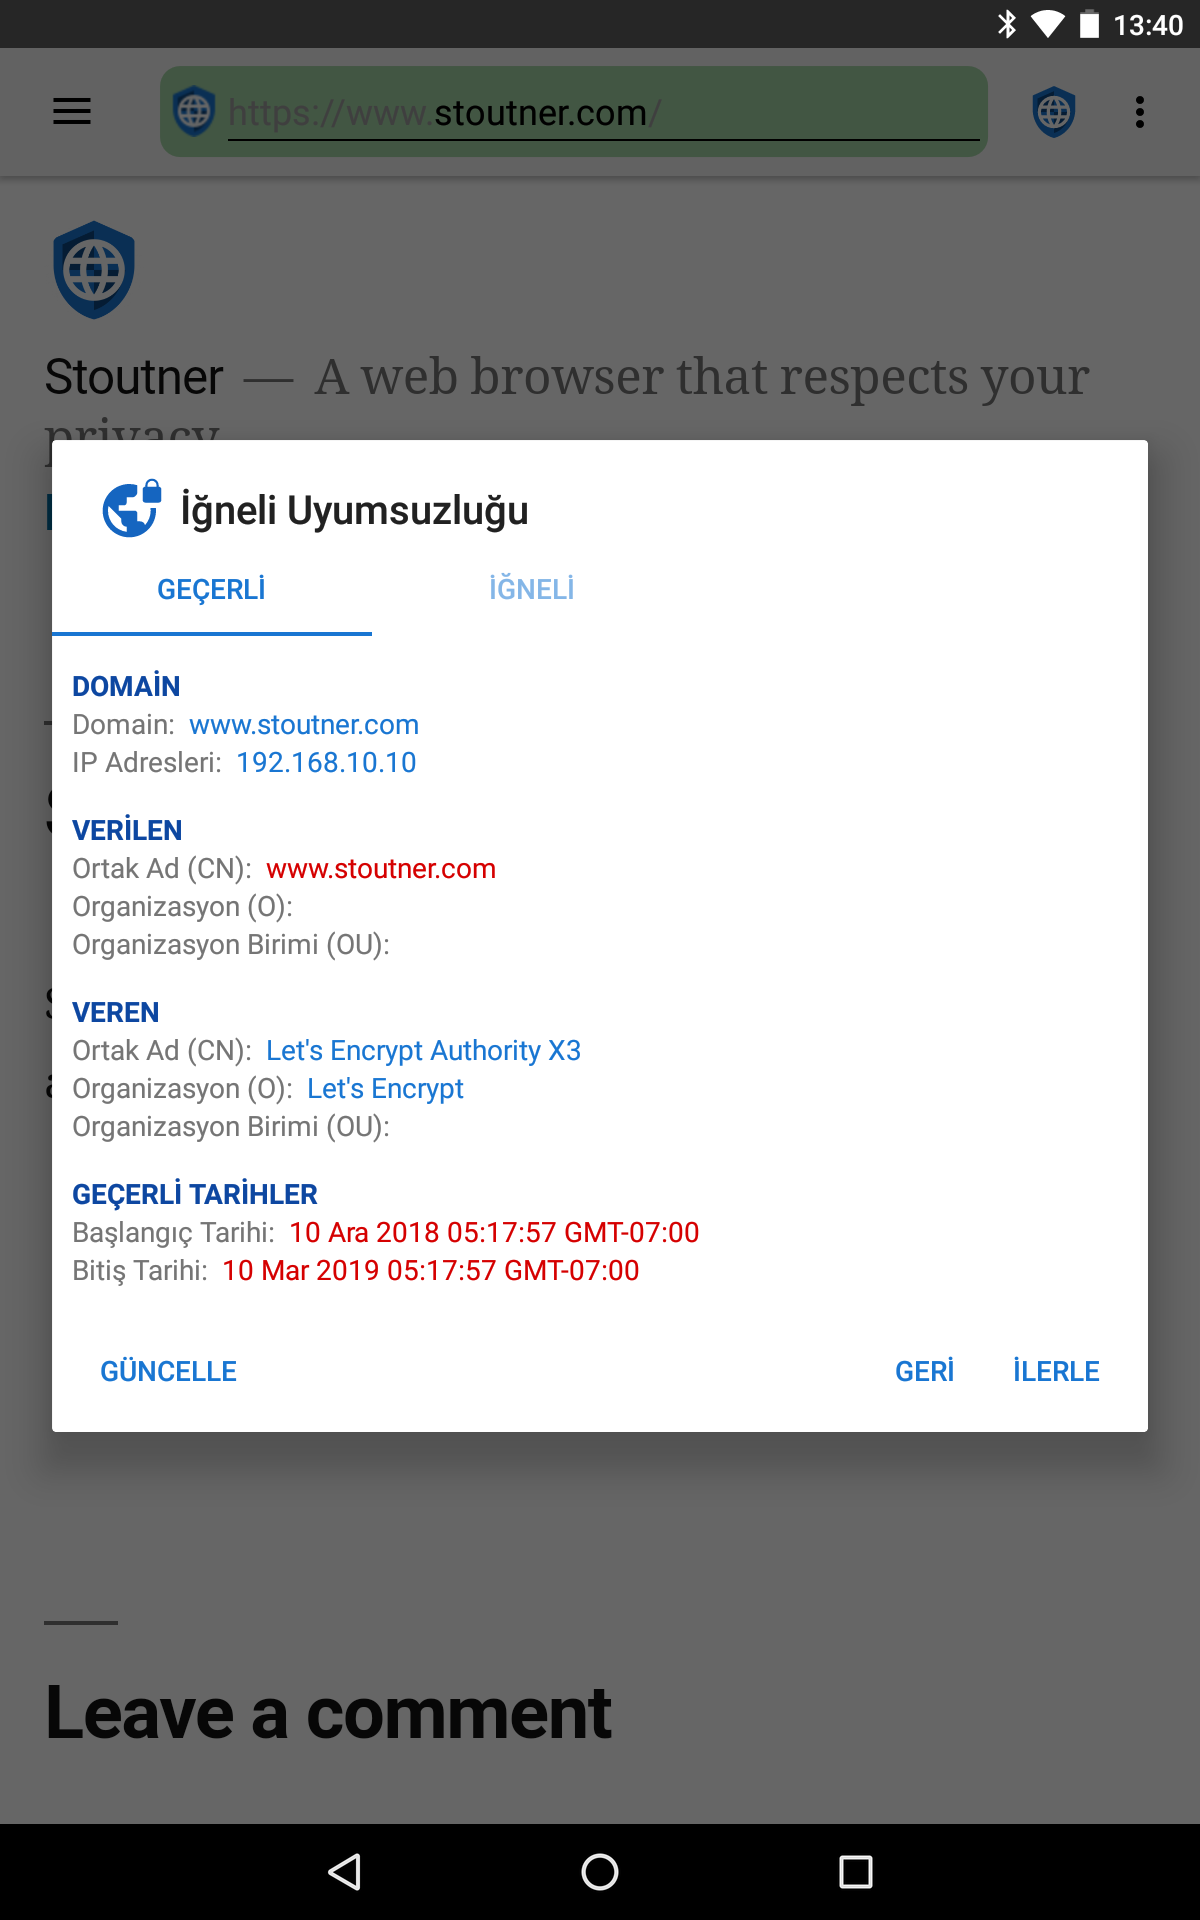 13:40
https://www.stoutner.com/
Stoutner — A web browser that respects your
privacy
İğneli Uyumsuzluğu
GEÇERLİ İĞNELİ
DOMAİN
Domain: www.stoutner.com
IP Adresleri: 192.168.10.10
VERİLEN
Ortak Ad (CN): www.stoutner.com
Organizasyon (O):
Organizasyon Birimi (OU):
VEREN
Ortak Ad (CN): Let's Encrypt Authority X3
Organizasyon (O): Let's Encrypt
Organizasyon Birimi (OU):
GEÇERLİ TARİHLER
Başlangıç Tarihi: 10 Ara 2018 05:17:57 GMT-07:00
Bitiş Tarihi: 10 Mar 2019 05:17:57 GMT-07:00
GÜNCELLE GERİ İLERLE
Leave a comment